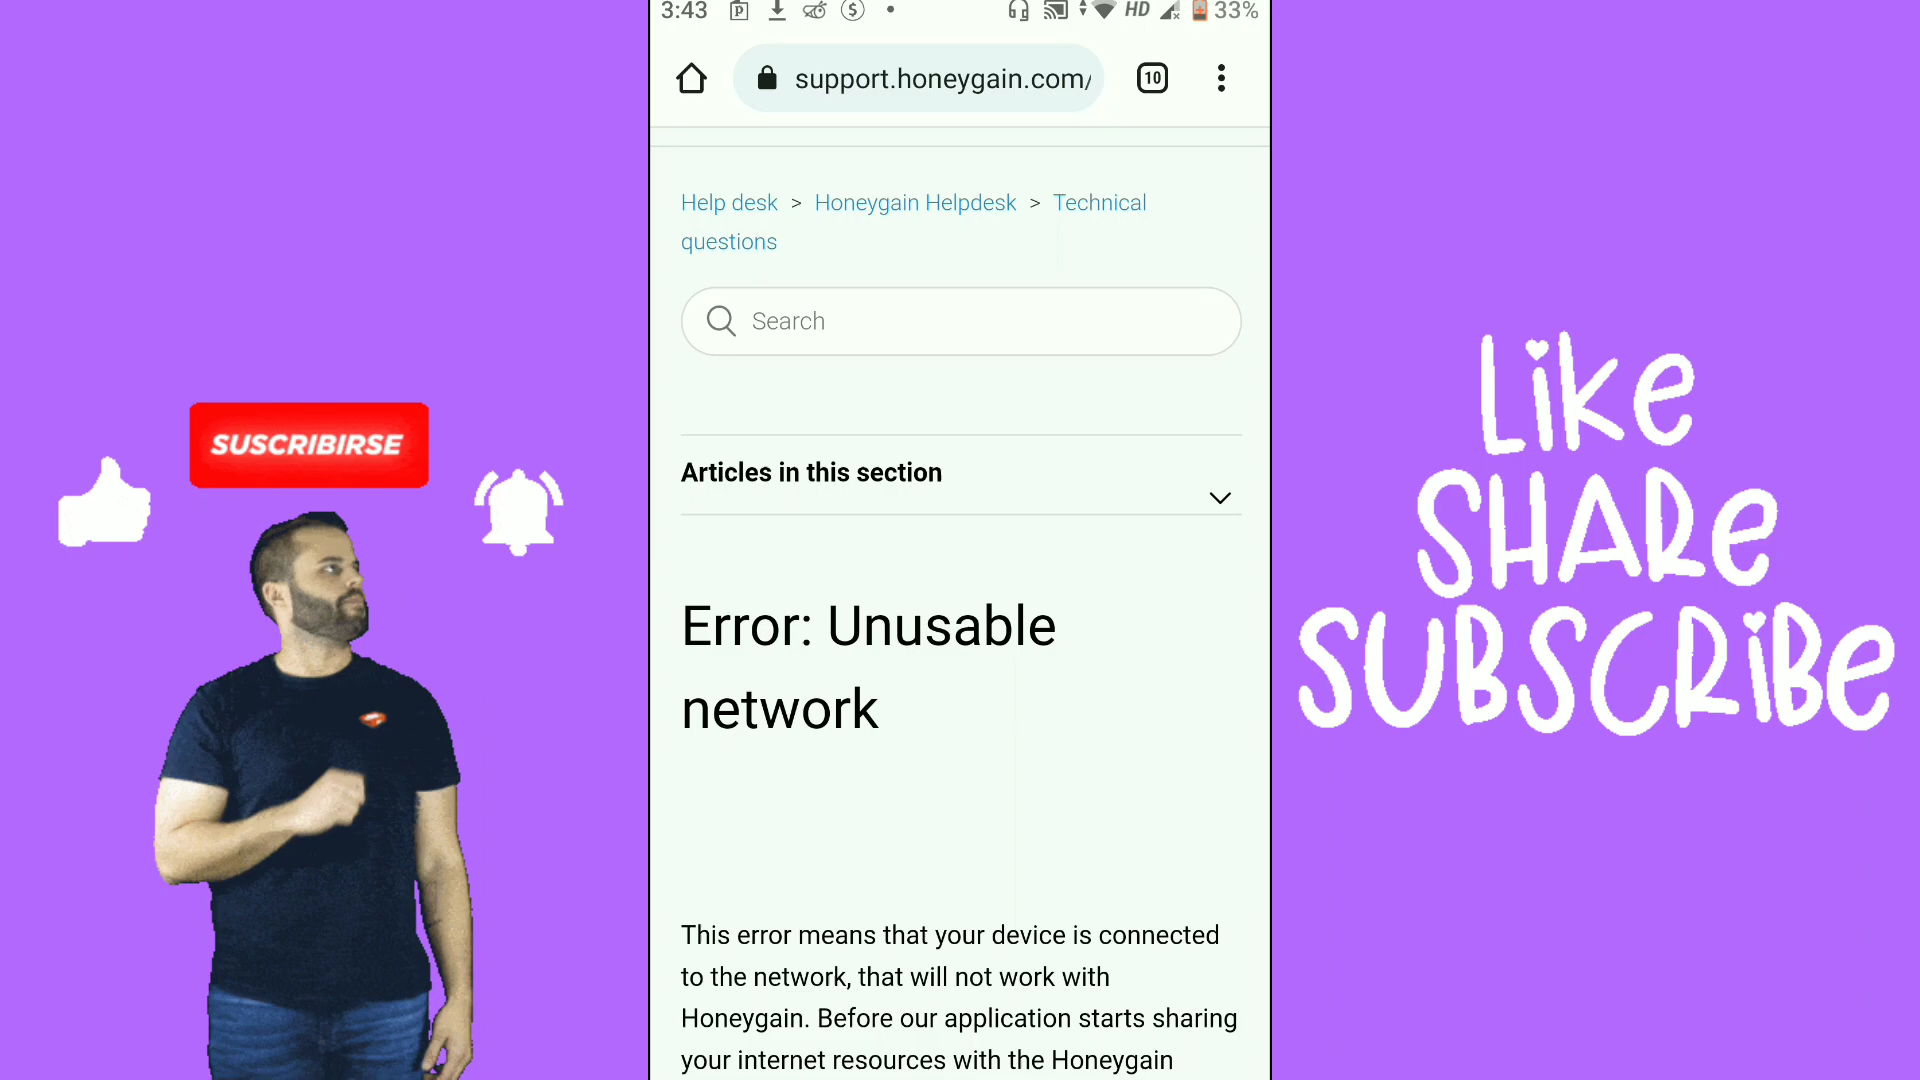 3:43
HD
33%
support.honeygain.com/
10
Help desk > Honeygain Helpdesk > Technical
questions
Search
Articles in this section
Error: Unusable
network
This error means that your device is connected
to the network, that will not work with
Honeygain. Before our application starts sharing
your internet resources with the Honeygain
SUSCRIBIRSE
Like
SHARE
SUBSCRIBE